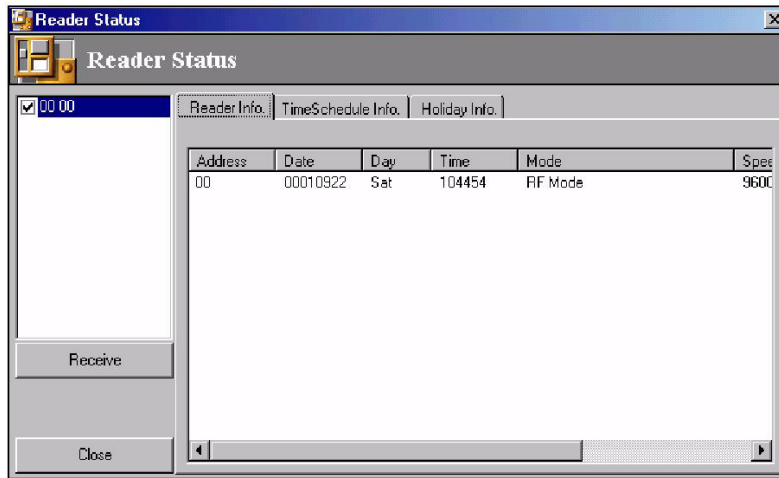 Reader Status
Reader Status
00 00
Reader Info. TimeSchedule Info. Holiday Info.
Address Date Day Time Mode
00 00010922 Sat 104454 RF Mode
Receive
Close